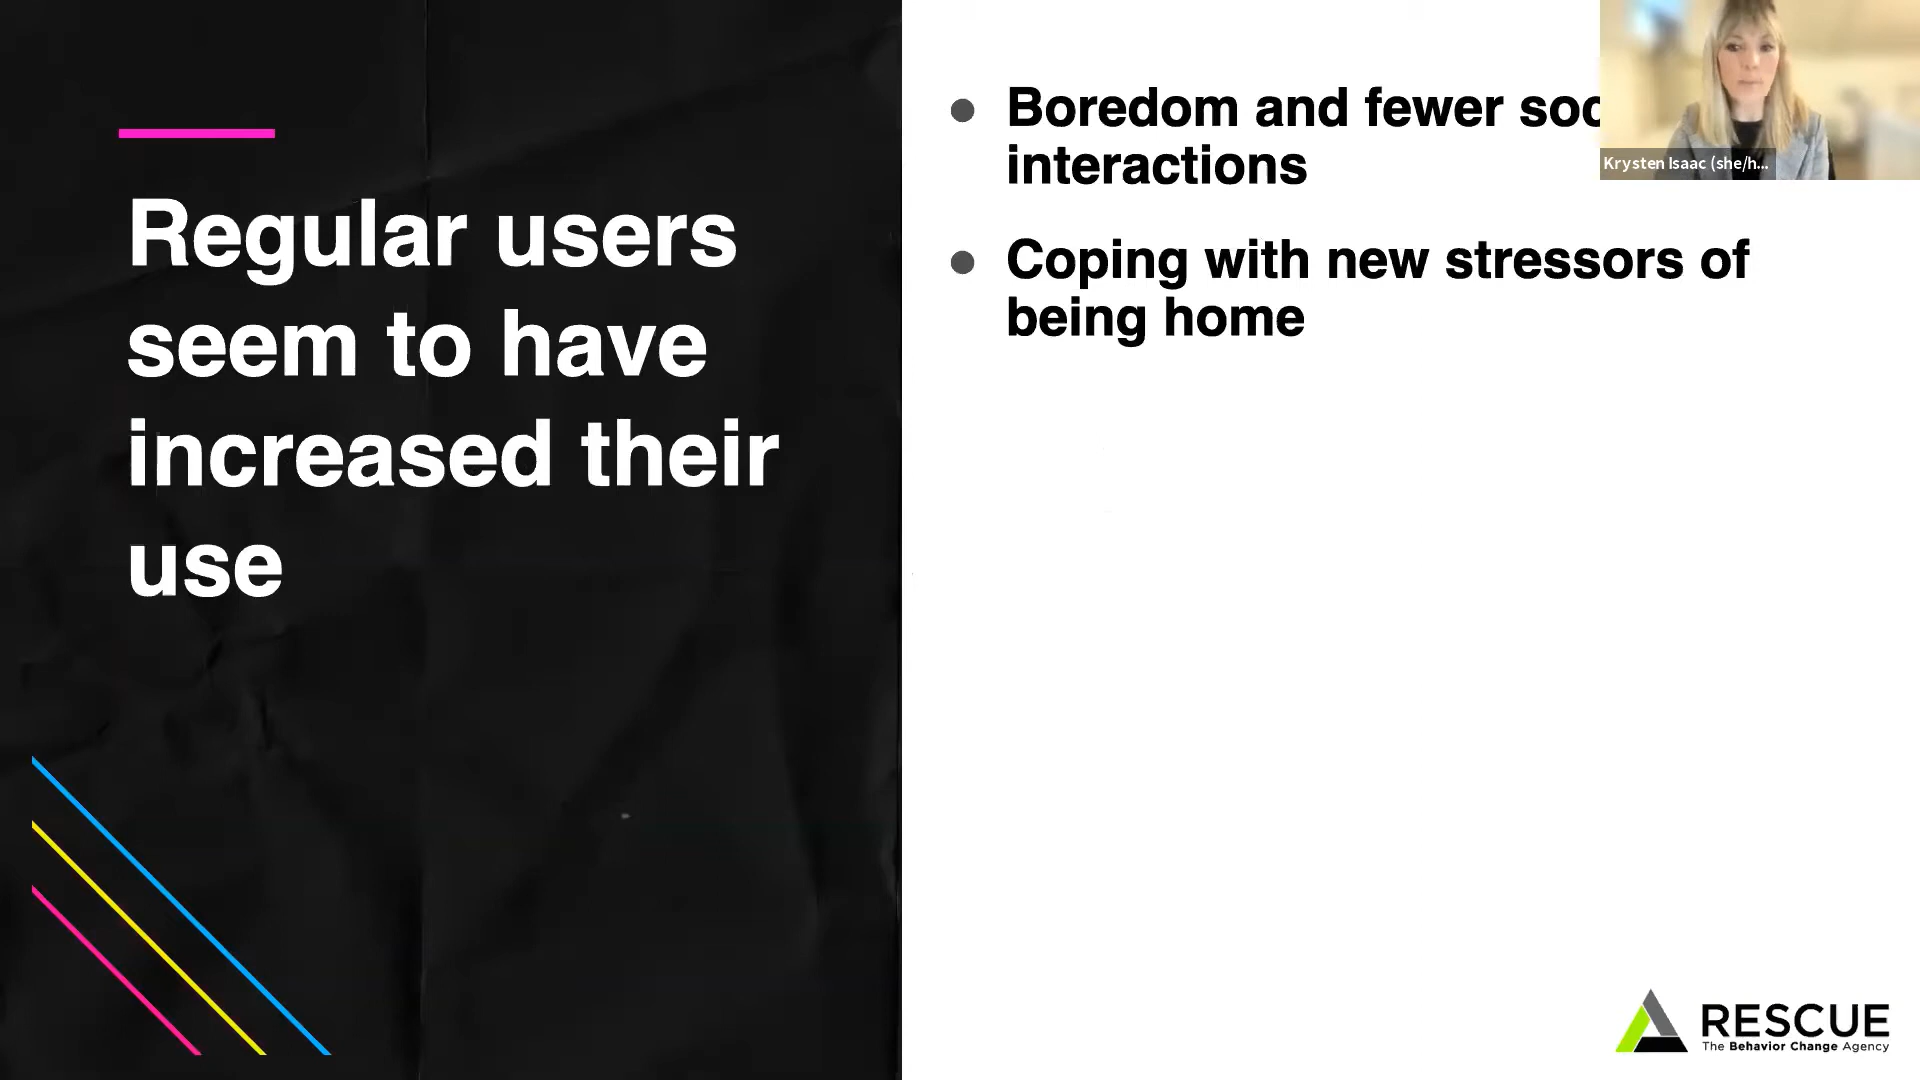 Regular users
seem to have
increased their
use
Boredom and fewer
interactions
Coping with new stressors of
being home
Krysten Isaac (she/h...
RESCUE
The Behavior Change Agency